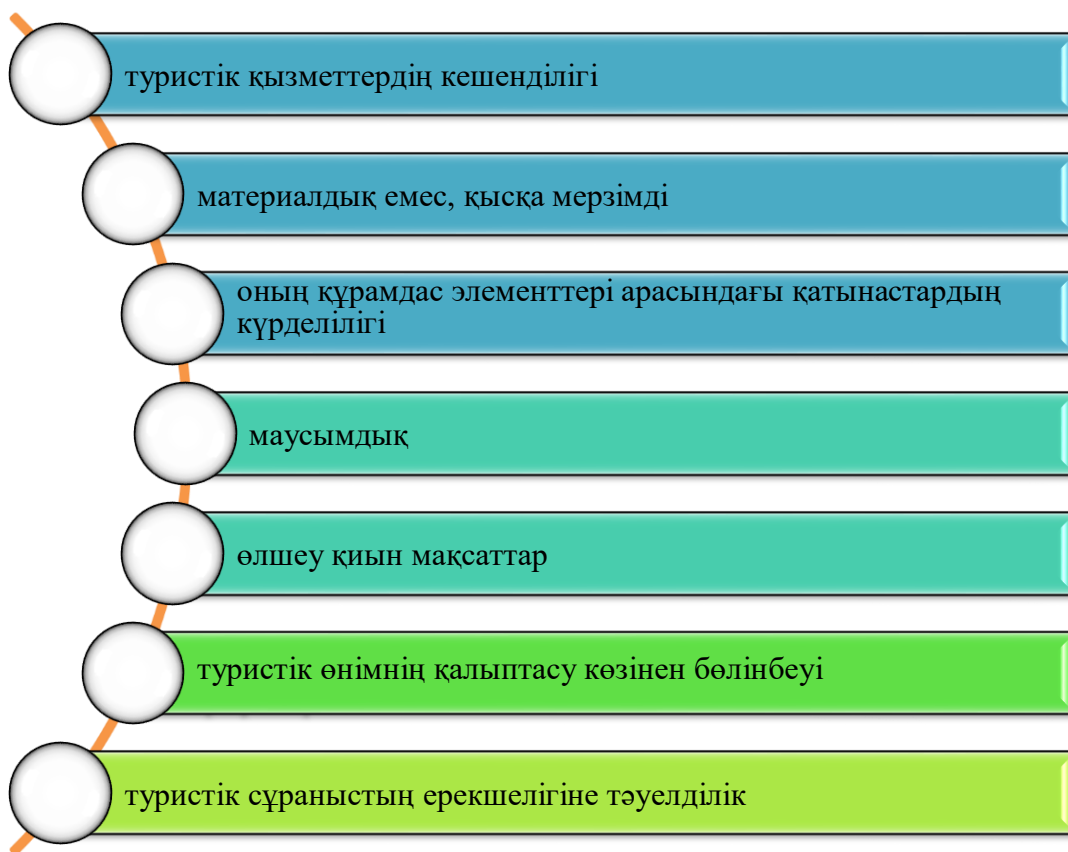 туристік қызметтердің кешенділігі
материалдық емес, қысқа мерзімді
оның құрамдас элементтері арасындағы қатынастардың
күрделілігі
маусымдық
өлшеу қиын мақсаттар
туристік өнімнің қалыптасу көзінен бөлінбеуі
туристік сұраныстың ерекшелігіне тәуелділік